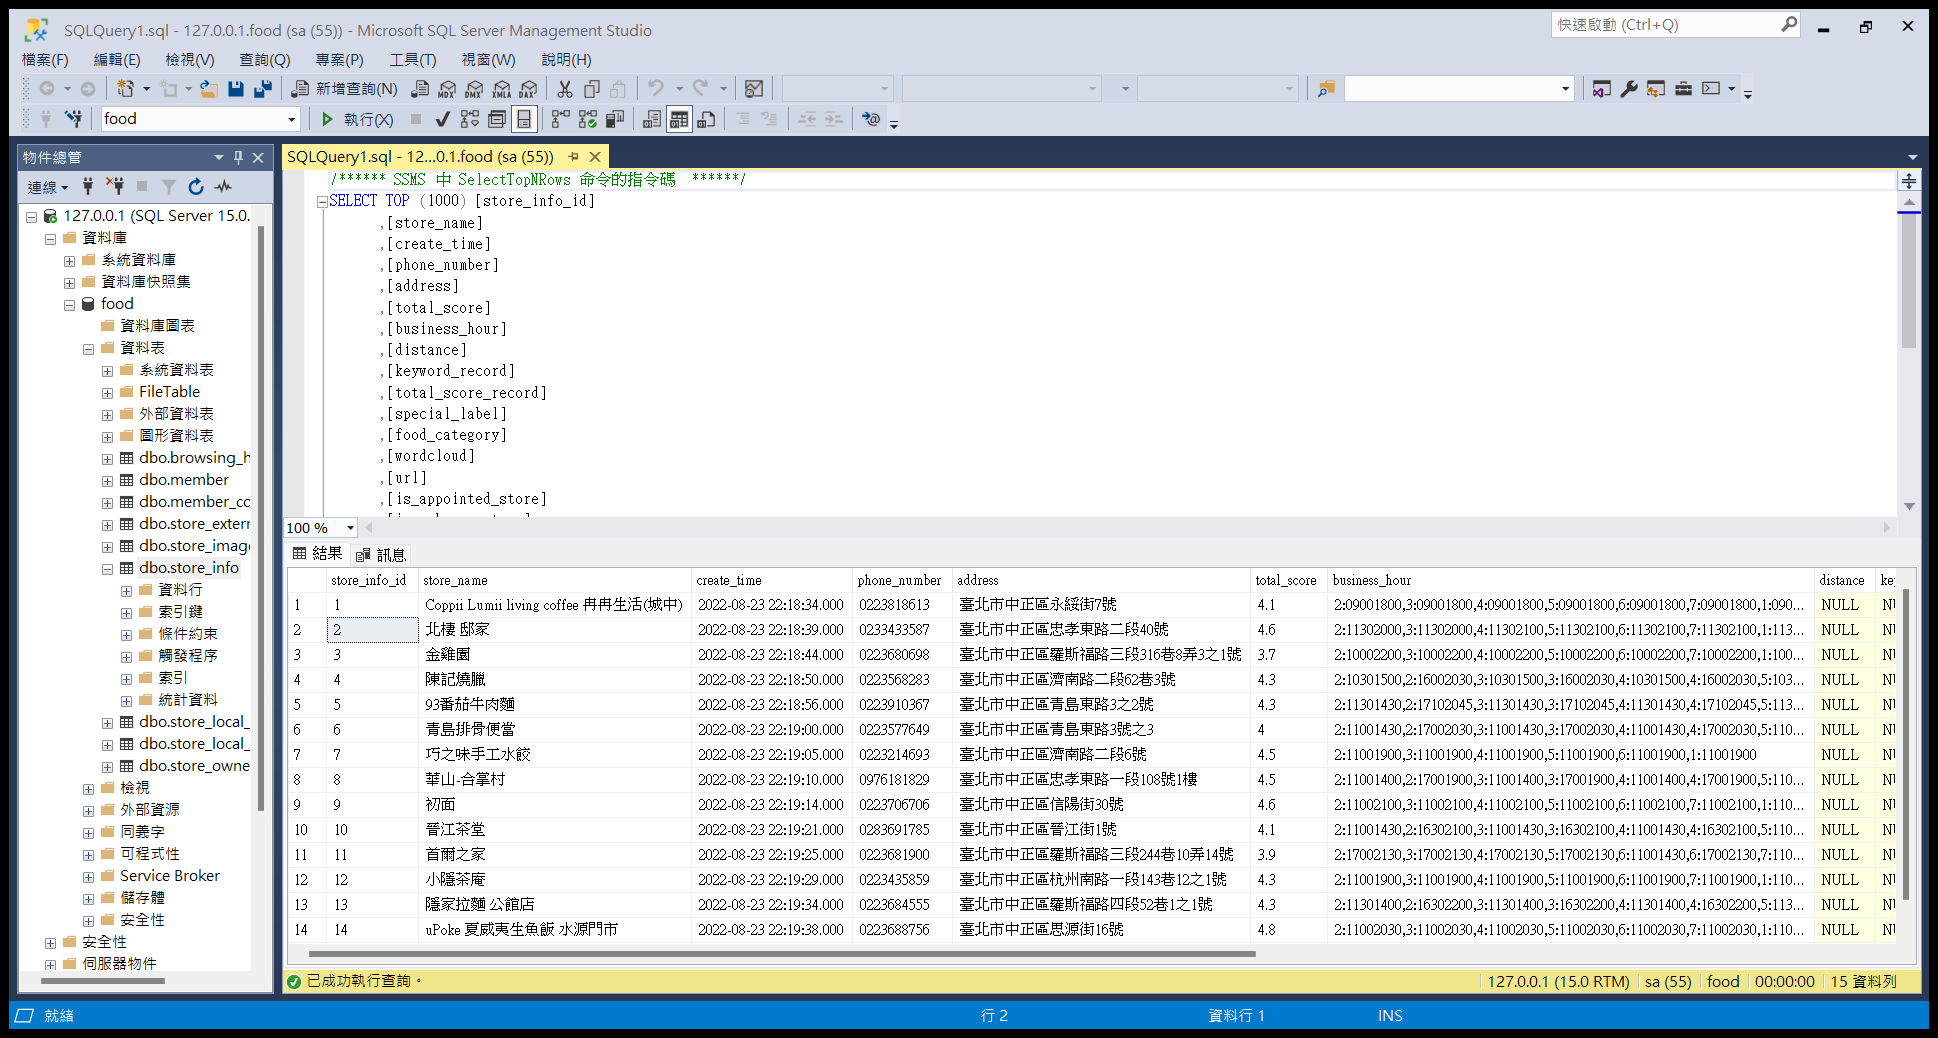 SQLQuery1.sql - 127.0.0.1.food (sa (55)) - Microsoft SQL Server Management Studio
快速啟動 (Ctrl+Q)
檔案(F) 編輯(E) 檢視(V) 查詢(Q) 專案(P) 工具(T) 視窗(W) 說明(H)
新增查詢(N) MDX DMX XMLA DAX
food 執行(X)
物件總管
連線
127.0.0.1 (SQL Server 15.0.
資料庫
系統資料庫
資料庫快照集
food
資料庫圖表
資料表
系統資料表
FileTable
外部資料表
圖形資料表
dbo.browsing_h
dbo.member
dbo.member_co
dbo.store_extern
dbo.store_image
dbo.store_info
資料行
索引鍵
條件約束
觸發程序
索引
統計資料
dbo.store_local_
dbo.store_local_
dbo.store_owne
檢視
外部資源
同義字
可程式性
Service Broker
儲存體
安全性
安全性
伺服器物件
SQLQuery1.sql - 12...0.1.food (sa (55))
/****** SSMS 中 SelectTopNRows 命令的指令碼 ******/
SELECT TOP (1000) [store_info_id]
,[store_name]
,[create_time]
,[phone_number]
,[address]
,[total_score]
,[business_hour]
,[distance]
,[keyword_record]
,[total_score_record]
,[special_label]
,[food_category]
,[wordcloud]
,[url]
,[is_appointed_store]
100 %
結果 訊息
store_info_id store_name create_time phone_number address total_score business_hour distance ke
1 1 Coppii Lumii living coffee 冉冉生活(城中) 2022-08-23 22:18:34.000 0223818613 臺北市中正區永綏街7號 4.1 2:09001800,3:09001800,4:09001800,5:09001800,6:09001800,7:09001800,1:090... NULL
2 2 北棲 邸家 2022-08-23 22:18:39.000 0233433587 臺北市中正區忠孝東路二段40號 4.6 2:11302000,3:11302000,4:11302000,5:11302000,6:11302100,7:11302100,1:113... NULL
3 3 金雞園 2022-08-23 22:18:44.000 0223680698 臺北市中正區羅斯福路三段316巷8弄3之1號 3.7 2:10002200,3:10002200,4:10002200,5:10002200,6:10002200,7:10002200,1:100... NULL
4 4 陳記燒臘 2022-08-23 22:18:50.000 0223568283 臺北市中正區濟南路二段62巷3號 4.3 2:10301500,2:16002030,3:10301500,3:16002030,4:10301500,4:16002030,5:103... NULL
5 5 93番茄牛肉麵 2022-08-23 22:18:56.000 0223910367 臺北市中正區青島東路3之2號 4.3 2:11301430,2:17102045,3:11301430,3:17102045,4:11301430,4:17102045,5:113... NULL
6 6 青島排骨便當 2022-08-23 22:19:00.000 0223577649 臺北市中正區青島東路3號之3 4 2:11001430,2:17002030,3:11001430,3:17002030,4:11001430,4:17002030,5:110... NULL
7 7 巧之味手工水餃 2022-08-23 22:19:05.000 0223214693 臺北市中正區濟南路二段6號 4.5 2:11001900,3:11001900,4:11001900,5:11001900,6:11001900,1:11001900 NULL
8 8 華山-合掌村 2022-08-23 22:19:10.000 0976181829 臺北市中正區忠孝東路一段108號1樓 4.5 2:11001400,2:17001900,3:11001400,3:17001900,4:11001400,4:17001900,5:110... NULL
9 9 初面 2022-08-23 22:19:14.000 0223706706 臺北市中正區信陽街30號 4.6 2:11002100,3:11002100,4:11002100,5:11002100,6:11002100,7:11002100,1:110... NULL
10 10 晉江茶堂 2022-08-23 22:19:21.000 0283691785 臺北市中正區晉江街1號 4.1 2:11001430,2:16302100,3:11001430,3:16302100,4:11001430,4:16302100,5:110... NULL
11 11 首爾之家 2022-08-23 22:19:25.000 0223681900 臺北市中正區羅斯福路三段244巷10弄14號 3.9 2:17002130,3:17002130,4:17002130,5:17002130,6:11001430,6:17002130,7:110... NULL
12 12 小隱茶庵 2022-08-23 22:19:29.000 0223435859 臺北市中正區杭州南路一段143巷12之1號 4.3 2:11001900,3:11001900,4:11001900,5:11001900,6:11001900,7:11001900,1:110... NULL
13 13 隱家拉麵 公館店 2022-08-23 22:19:34.000 0223684555 臺北市中正區羅斯福路四段52巷1之1號 4.3 2:11301400,2:16302200,3:11301400,3:16302200,4:11301400,4:16302200,5:113... NULL
14 14 uPoke 夏威夷生魚飯 水源門市 2022-08-23 22:19:38.000 0223688756 臺北市中正區思源街16號 4.8 2:11002030,3:11002030,4:11002030,5:11002030,6:11002030,7:11002030,1:110... NULL
已成功執行查詢。 127.0.0.1 (15.0 RTM) sa (55) food 00:00:00 15 資料列
就緒 行 2 資料行 1 INS